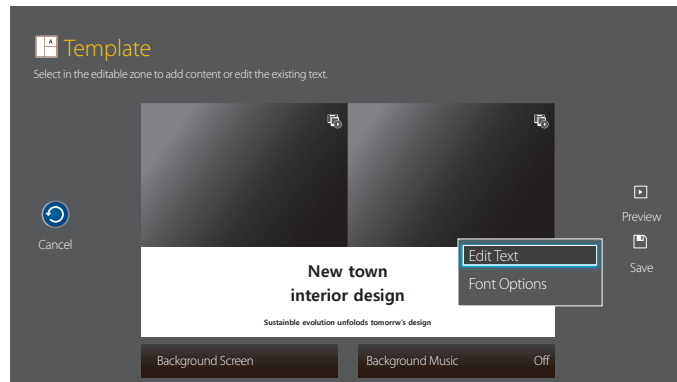 Template
Select in the editable zone to add content or edit the existing text.
Cancel
New town
interior design
Sustainble evolution unfolods tomorrw's design
Edit Text
Font Options
Preview
Save
Background Screen
Background Music Off